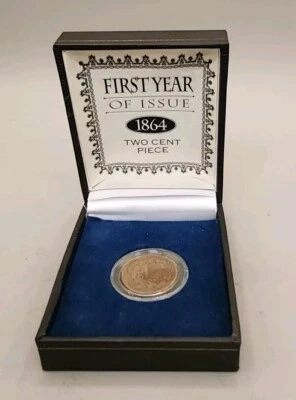 FIRST YEAR
OF ISSUE
1864
TWO CENT
PIECE